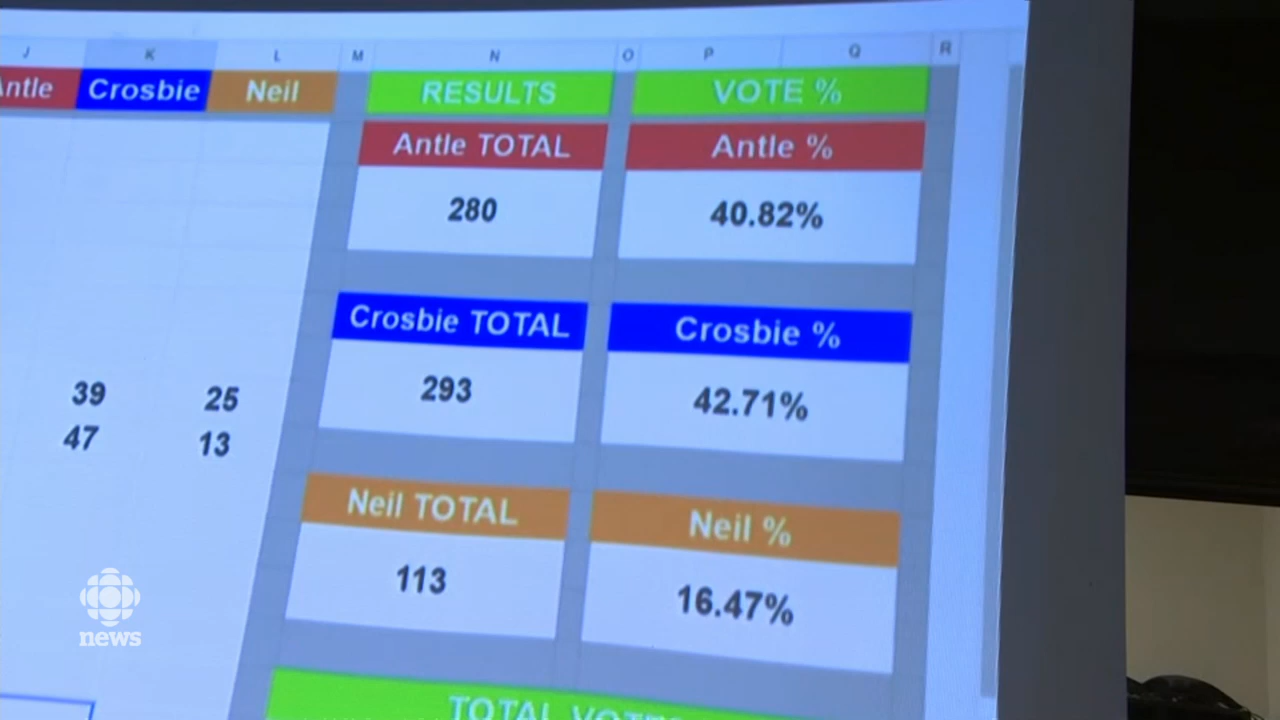 J K L M N O P Q R
Crosbie Neil RESULTS VOTE %
Antle TOTAL Antle %
280 40.82%
Crosbie TOTAL Crosbie %
293 42.71%
39 25
47 13
Neil TOTAL Neil %
113 16.47%
TOTAL
news